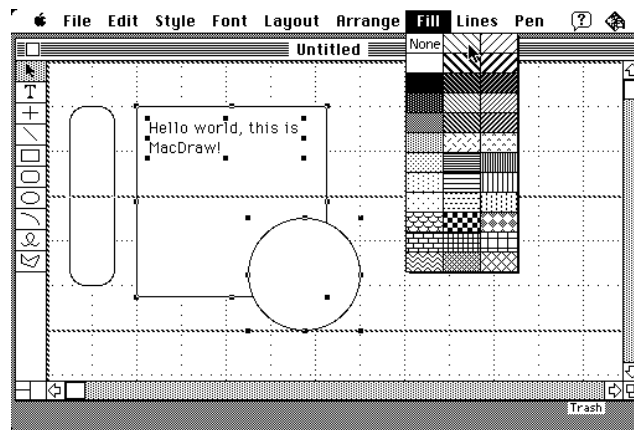 File Edit Style Font Layout Arrange Fill Lines Pen
Untitled
None
T
Hello world, this is
MacDraw!
Trash